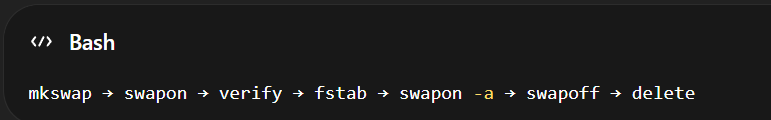 </> Bash
mkswap → swapon → verify → fstab → swapon -a → swapoff → delete